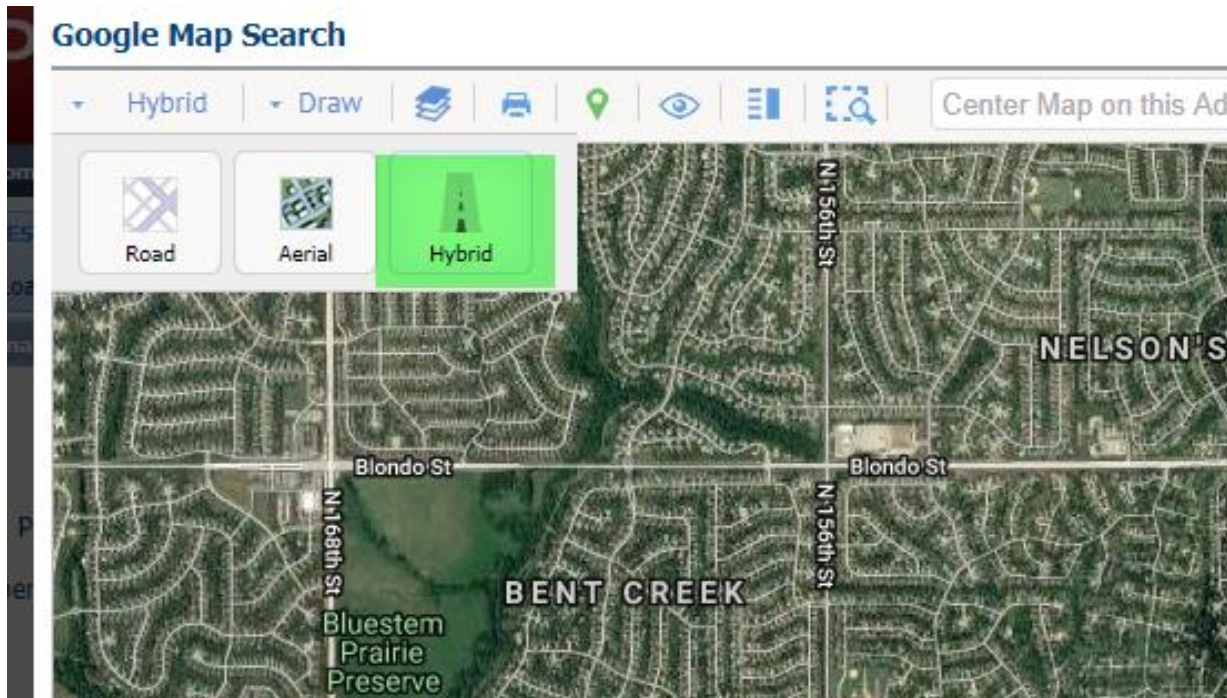 Google Map Search
Hybrid Draw Center Map on this Ad
Road Aerial Hybrid
N 156th St
NELSON'S
Blondo St Blondo St
N 168th St
N 156th St
BENT CREEK
Bluestem
Prairie
Preserve